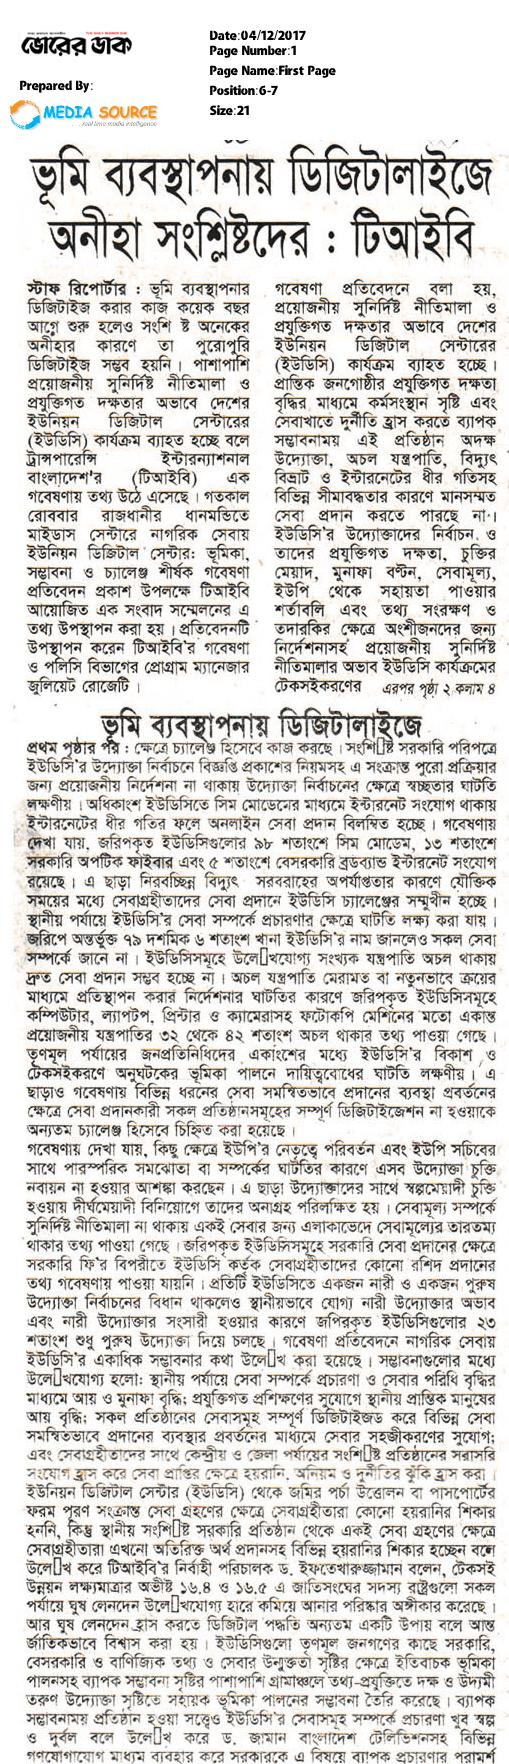 ভোরের ডাক
Prepared By:
MEDIA SOURCE
real time media intelligence
Date:04/12/2017
Page Number:1
Page Name:First Page
Position:6-7
Size:21
ভূমি ব্যবস্থাপনায় ডিজিটালাইজে
অনীহা সংশ্লিষ্টদের : টিআইবি
স্টাফ রিপোর্টার : ভূমি ব্যবস্থাপনার
ডিজিটাইজ করার কাজ কয়েক বছর
আগে শুরু হলেও সংশি ষ্ট অনেকের
অনীহার কারণে তা পুরোপুরি
ডিজিটাইজ সম্ভব হয়নি। পাশাপাশি
প্রয়োজনীয় সুনির্দিষ্ট নীতিমালা ও
প্রযুক্তিগত দক্ষতার অভাবে দেশের
ইউনিয়ন ডিজিটাল সেন্টারের
(ইউডিসি) কার্যক্রম ব্যাহত হচ্ছে বলে
ট্রান্সপারেন্সি ইন্টারন্যাশনাল
বাংলাদেশ'র (টিআইবি) এক
গবেষণায় তথ্য উঠে এসেছে। গতকাল
রোববার রাজধানীর ধানমন্ডিতে
মাইডাস সেন্টারে নাগরিক সেবায়
ইউনিয়ন ডিজিটাল সেন্টার: ভূমিকা,
সম্ভাবনা ও চ্যালেঞ্জ শীর্ষক গবেষণা
প্রতিবেদন প্রকাশ উপলক্ষে টিআইবি
আয়োজিত এক সংবাদ সম্মেলনের এ
তথ্য উপস্থাপন করা হয়। প্রতিবেদনটি
উপস্থাপন করেন টিআইবি'র গবেষণা
ও পলিসি বিভাগের প্রোগ্রাম ম্যানেজার
জুলিয়েট রোজেটি।
গবেষণা প্রতিবেদনে বলা হয়,
প্রয়োজনীয় সুনির্দিষ্ট নীতিমালা ও
প্রযুক্তিগত দক্ষতার অভাবে দেশের
ইউনিয়ন ডিজিটাল সেন্টারের
(ইউডিসি) কার্যক্রম ব্যাহত হচ্ছে।
প্রান্তিক জনগোষ্ঠীর প্রযুক্তিগত দক্ষতা
বৃদ্ধির মাধ্যমে কর্মসংস্থান সৃষ্টি এবং
সেবাখাতে দুর্নীতি হ্রাস করতে ব্যাপক
সম্ভাবনাময় এই প্রতিষ্ঠান অদক্ষ
উদ্যোক্তা, অচল যন্ত্রপাতি, বিদ্যুৎ
বিভ্রাট ও ইন্টারনেটের ধীর গতিসহ
বিভিন্ন সীমাবদ্ধতার কারণে মানসম্মত
সেবা প্রদান করতে পারছে না।
ইউডিসি'র উদ্যোক্তাদের নির্বাচন ও
তাদের প্রযুক্তিগত দক্ষতা, চুক্তির
মেয়াদ, মুনাফা বণ্টন, সেবামূল্য,
ইউপি থেকে সহায়তা পাওয়ার
শর্তাবলি এবং তথ্য সংরক্ষণ ও
তদারকির ক্ষেত্রে অংশীজনদের জন্য
নির্দেশনাসহ প্রয়োজনীয় সুনির্দিষ্ট
নীতিমালার অভাব ইউডিসি কার্যক্রমের
টেকসইকরণের এরপর পৃষ্ঠা ২ কলাম ৪
ভূমি ব্যবস্থাপনায় ডিজিটালাইজে
প্রথম পৃষ্ঠার পর : ক্ষেত্রে চ্যালেঞ্জ হিসেবে কাজ করছে। সংশি�ষ্ট সরকারি পরিপত্রে
ইউডিসি'র উদ্যোক্তা নির্বাচনে বিজ্ঞপ্তি প্রকাশের নিয়মসহ এ সংক্রান্ত পুরো প্রক্রিয়ার
জন্য প্রয়োজনীয় নির্দেশনা না থাকায় উদ্যোক্তা নির্বাচনের ক্ষেত্রে স্বচ্ছতার ঘাটতি
লক্ষণীয়। অধিকাংশ ইউডিসিতে সিম মোডেমের মাধ্যমে ইন্টারনেট সংযোগ থাকায়
ইন্টারনেটের ধীর গতির ফলে অনলাইন সেবা প্রদান বিলম্বিত হচ্ছে। গবেষণায়
দেখা যায়, জরিপকৃত ইউডিসিগুলোর ৯৮ শতাংশে সিম মোডেম, ১৩ শতাংশে
সরকারি অপটিক ফাইবার এবং ৫ শতাংশে বেসরকারি ব্রডব্যান্ড ইন্টারনেট সংযোগ
রয়েছে। এ ছাড়া নিরবচ্ছিন্ন বিদ্যুৎ সরবরাহের অপর্যাপ্ততার কারণে যৌক্তিক
সময়ের মধ্যে সেবাগ্রহীতাদের সেবা প্রদানে ইউডিসি চ্যালেঞ্জের সম্মুখীন হচ্ছে।
স্থানীয় পর্যায়ে ইউডিসি'র সেবা সম্পর্কে প্রচারণার ক্ষেত্রে ঘাটতি লক্ষ্য করা যায়।
জরিপে অন্তর্ভুক্ত ৭৯ দশমিক ৬ শতাংশ খানা ইউডিসি'র নাম জানলেও সকল সেবা
সম্পর্কে জানে না। ইউডিসিসমূহে উলে�খযোগ্য সংখ্যক যন্ত্রপাতি অচল থাকায়
দ্রুত সেবা প্রদান সম্ভব হচ্ছে না। অচল যন্ত্রপাতি মেরামত বা নতুনভাবে ক্রয়ের
মাধ্যমে প্রতিস্থাপন করার নির্দেশনার ঘাটতির কারণে জরিপকৃত ইউডিসিসমূহে
কম্পিউটার, ল্যাপটপ, প্রিন্টার ও ক্যামেরাসহ ফটোকপি মেশিনের মতো একান্ত
প্রয়োজনীয় যন্ত্রপাতির ৩২ থেকে ৪২ শতাংশ অচল থাকার তথ্য পাওয়া গেছে।
তৃণমূল পর্যায়ের জনপ্রতিনিধিদের একাংশের মধ্যে ইউডিসি'র বিকাশ ও
টেকসইকরণে অনুঘটকের ভূমিকা পালনে দায়িত্ববোধের ঘাটতি লক্ষণীয়। এ
ছাড়াও গবেষণায় বিভিন্ন ধরনের সেবা সমন্বিতভাবে প্রদানের ব্যবস্থা প্রবর্তনের
ক্ষেত্রে সেবা প্রদানকারী সকল প্রতিষ্ঠানসমূহের সম্পূর্ণ ডিজিটাইজেশন না হওয়াকে
অন্যতম চ্যালেঞ্জ হিসেবে চিহ্নিত করা হয়েছে।
গবেষণায় দেখা যায়, কিছু ক্ষেত্রে ইউপি'র নেতৃত্বে পরিবর্তন এবং ইউপি সচিবের
সাথে পারস্পরিক সমঝোতা বা সম্পর্কের ঘাটতির কারণে এসব উদ্যোক্তা চুক্তি
নবায়ন না হওয়ার আশঙ্কা করছেন। এ ছাড়া উদ্যোক্তাদের সাথে স্বল্পমেয়াদী চুক্তি
হওয়ায় দীর্ঘমেয়াদী বিনিয়োগে তাদের অনাগ্রহ পরিলক্ষিত হয়। সেবামূল্য সম্পর্কে
সুনির্দিষ্ট নীতিমালা না থাকায় একই সেবার জন্য এলাকাভেদে সেবামূল্যের তারতম্য
থাকার তথ্য পাওয়া গেছে। জরিপকৃত ইউডিসিসমূহে সরকারি সেবা প্রদানের ক্ষেত্রে
সরকারি ফি'র বিপরীতে ইউডিসি কর্তৃক সেবাগ্রহীতাদের কোনো রশিদ প্রদানের
তথ্য গবেষণায় পাওয়া যায়নি। প্রতিটি ইউডিসিতে একজন নারী ও একজন পুরুষ
উদ্যোক্তা নির্বাচনের বিধান থাকলেও স্থানীয়ভাবে যোগ্য নারী উদ্যোক্তার অভাব
এবং নারী উদ্যোক্তার সংসারী হওয়ার কারণে জপিরকৃত ইউডিসিগুলোর ২৩
শতাংশ শুধু পুরুষ উদ্যোক্তা দিয়ে চলছে। গবেষণা প্রতিবেদনে নাগরিক সেবায়
ইউডিসি'র একাধিক সম্ভাবনার কথা উলে�খ করা হয়েছে। সম্ভাবনাগুলোর মধ্যে
উলে�খযোগ্য হলো: স্থানীয় পর্যায়ে সেবা সম্পর্কে প্রচারণা ও সেবার পরিধি বৃদ্ধির
মাধ্যমে আয় ও মুনাফা বৃদ্ধি; প্রযুক্তিগত প্রশিক্ষণের সুযোগে স্থানীয় প্রান্তিক মানুষের
আয় বৃদ্ধি; সকল প্রতিষ্ঠানের সেবাসমূহ সম্পূর্ণ ডিজিটাইজড করে বিভিন্ন সেবা
সমন্বিতভাবে প্রদানের ব্যবস্থার প্রবর্তনের মাধ্যমে সেবার সহজীকরণের সুযোগ;
এবং সেবাগ্রহীতাদের সাথে কেন্দ্রীয় ও জেলা পর্যায়ের সংশি�ষ্ট প্রতিষ্ঠানের সরাসরি
সংযোগ হ্রাস করে সেবা প্রাপ্তির ক্ষেত্রে হয়রানি, অনিয়ম ও দুর্নীতির ঝুঁকি হ্রাস করা।
ইউনিয়ন ডিজিটাল সেন্টার (ইউডিসি) থেকে জমির পর্চা উত্তোলন বা পাসপোর্টের
ফরম পূরণ সংক্রান্ত সেবা গ্রহণের ক্ষেত্রে সেবাগ্রহীতারা কোনো হয়রানির শিকার
হননি, কিন্তু স্থানীয় সংশি�ষ্ট সরকারি প্রতিষ্ঠান থেকে একই সেবা গ্রহণের ক্ষেত্রে
সেবাগ্রহীতারা এখনো অতিরিক্ত অর্থ প্রদানসহ বিভিন্ন হয়রানির শিকার হচ্ছেন বলে
উলে�খ করে টিআইবি'র নির্বাহী পরিচালক ড. ইফতেখারুজ্জামান বলেন, টেকসই
উন্নয়ন লক্ষ্যমাত্রার অভীষ্ট ১৬.৪ ও ১৬.৫ এ জাতিসংঘের সদস্য রাষ্ট্রগুলো সকল
পর্যায়ে ঘুষ লেনদেন উলে�খযোগ্য হারে কমিয়ে আনার পরিষ্কার অঙ্গীকার করেছে।
আর ঘুষ লেনদেন হ্রাস করতে ডিজিটাল পদ্ধতি অন্যতম একটি উপায় বলে আন্ত
র্জাতিকভাবে বিশ্বাস করা হয়। ইউডিসিগুলো তৃণমূল জনগণের কাছে সরকারি,
বেসরকারি ও বাণিজ্যিক তথ্য ও সেবার উন্মুক্ততা সৃষ্টির ক্ষেত্রে ইতিবাচক ভূমিকা
পালনসহ ব্যাপক সম্ভাবনা সৃষ্টির পাশাপাশি গ্রামাঞ্চলে তথ্য-প্রযুক্তিতে দক্ষ ও উদ্যমী
তরুণ উদ্যোক্তা সৃষ্টিতে সহায়ক ভূমিকা পালনের সম্ভাবনা তৈরি করেছে। ব্যাপক
সম্ভাবনাময় প্রতিষ্ঠান হওয়া সত্ত্বেও ইউডিসি'র সেবাসমূহ সম্পর্কে প্রচারণা খুব স্বল্প
ও দুর্বল বলে উলে�খ করে ড. জামান বাংলাদেশ টেলিভিশনসহ বিভিন্ন
গণযোগাযোগ মাধ্যম ব্যবহার করে সরকারকে এ বিষয়ে ব্যাপক প্রচারের পরামর্শ